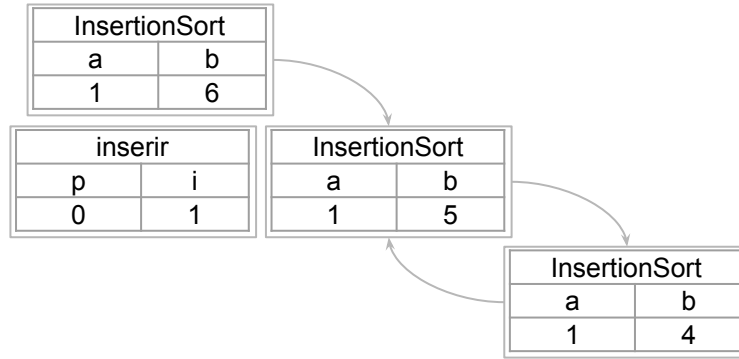 InsertionSort
a b
1 6
inserir
p i
0 1
InsertionSort
a b
1 5
InsertionSort
a b
1 4